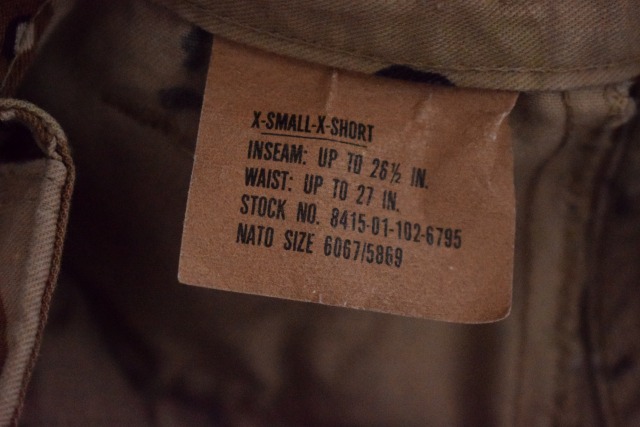 X-SMALL-X-SHORT
INSEAM: UP TO 26½ IN.
WAIST: UP TO 27 IN.
STOCK NO. 8415-01-102-6795
NATO SIZE 6067/5869